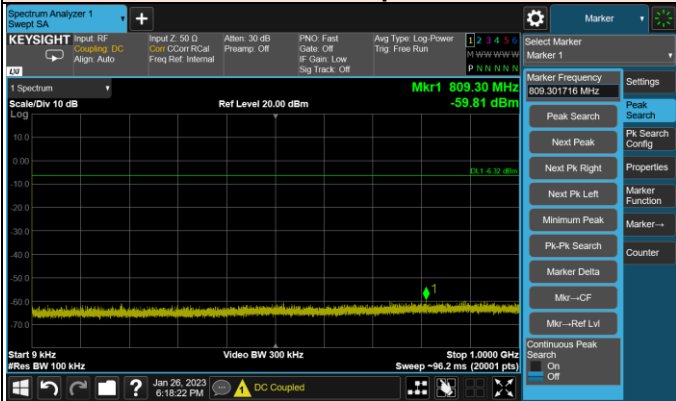 Spectrum Analyzer 1
Swept SA
Marker
KEYSIGHT
Input: RF
Coupling: DC
Align: Auto
Input Z: 50 Ω
Corr CCorr RCal
Freq Ref: Internal
Atten: 30 dB
Preamp: Off
PNO: Fast
Gate: Off
IF Gain: Low
Sig Track: Off
Avg Type: Log-Power
Trig: Free Run
1 2 3 4 5 6
M W W W W W
P N N N N N
Select Marker
Marker 1
LXI
1 Spectrum
Mkr1 809.30 MHz
Scale/Div 10 dB
Ref Level 20.00 dBm
-59.81 dBm
Log
10.0
0.00
-10.0
-20.0
-30.0
-40.0
-50.0
-60.0
-70.0
DL1 -6.32 dBm
1
Start 9 kHz
Video BW 300 kHz
Stop 1.0000 GHz
#Res BW 100 kHz
Sweep ~96.2 ms (20001 pts)
Marker Frequency
809.301716 MHz
Peak Search
Next Peak
Next Pk Right
Next Pk Left
Minimum Peak
Pk-Pk Search
Marker Delta
Mkr→CF
Mkr→Ref Lvl
Continuous Peak
Search
On
Off
Settings
Peak
Search
Pk Search
Config
Properties
Marker
Function
Marker→
Counter
?
Jan 26, 2023
6:18:22 PM
DC Coupled